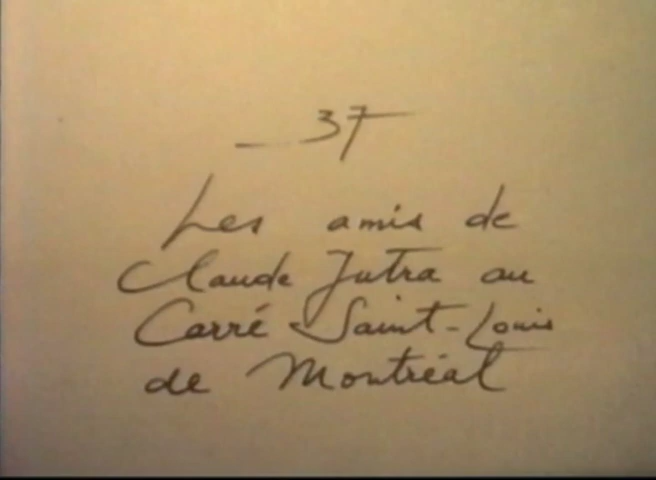 — 37 —
Les amis de
Claude Jutra au
Carré Saint-Louis
de Montréal